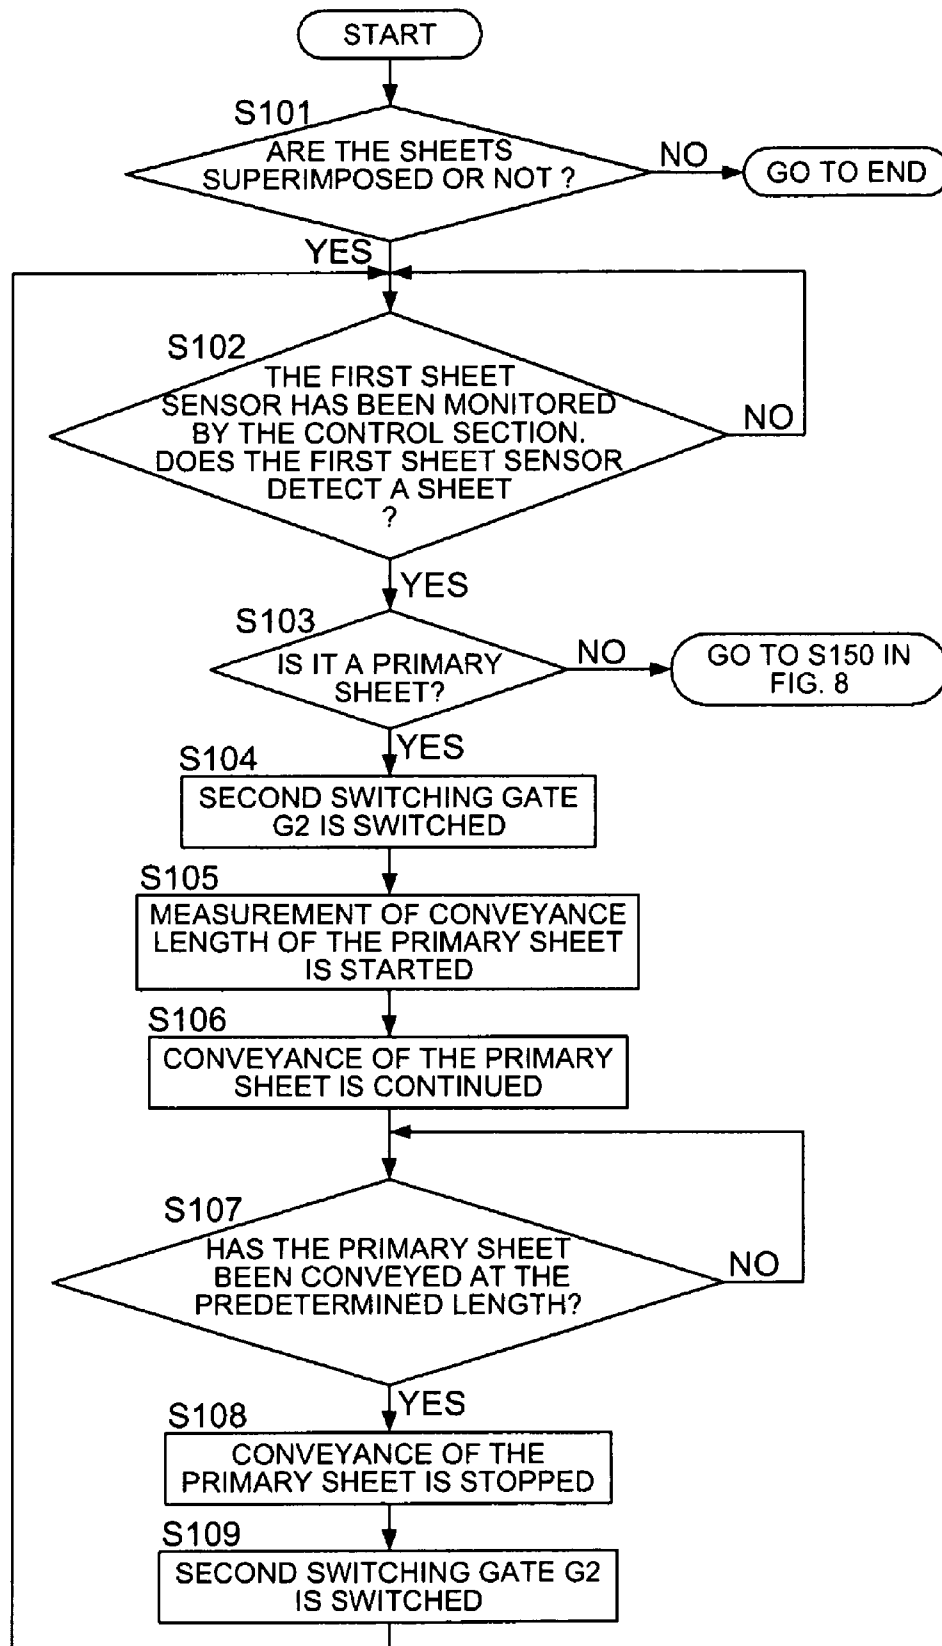 START
S101
ARE THE SHEETS
SUPERIMPOSED OR NOT ?
NO
GO TO END
YES
S102
THE FIRST SHEET
SENSOR HAS BEEN MONITORED
BY THE CONTROL SECTION.
DOES THE FIRST SHEET SENSOR
DETECT A SHEET
?
NO
YES
S103
IS IT A PRIMARY
SHEET?
NO
GO TO S150 IN
FIG. 8
YES
S104
SECOND SWITCHING GATE
G2 IS SWITCHED
S105
MEASUREMENT OF CONVEYANCE
LENGTH OF THE PRIMARY SHEET
IS STARTED
S106
CONVEYANCE OF THE PRIMARY
SHEET IS CONTINUED
S107
HAS THE PRIMARY SHEET
BEEN CONVEYED AT THE
PREDETERMINED LENGTH?
NO
YES
S108
CONVEYANCE OF THE
PRIMARY SHEET IS STOPPED
S109
SECOND SWITCHING GATE G2
IS SWITCHED